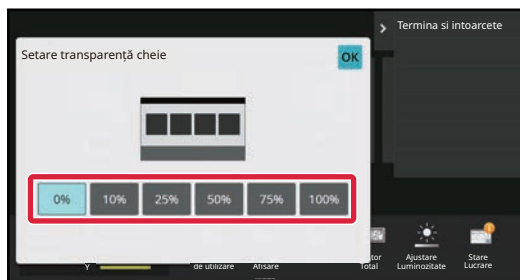 Termina si intoarcete
Setare transparență cheie
OK
0% 10% 25% 50% 75% 100%
Y
de utilizare
Afisare
Total
Ajustare
Luminozitate
Stare
Lucrare